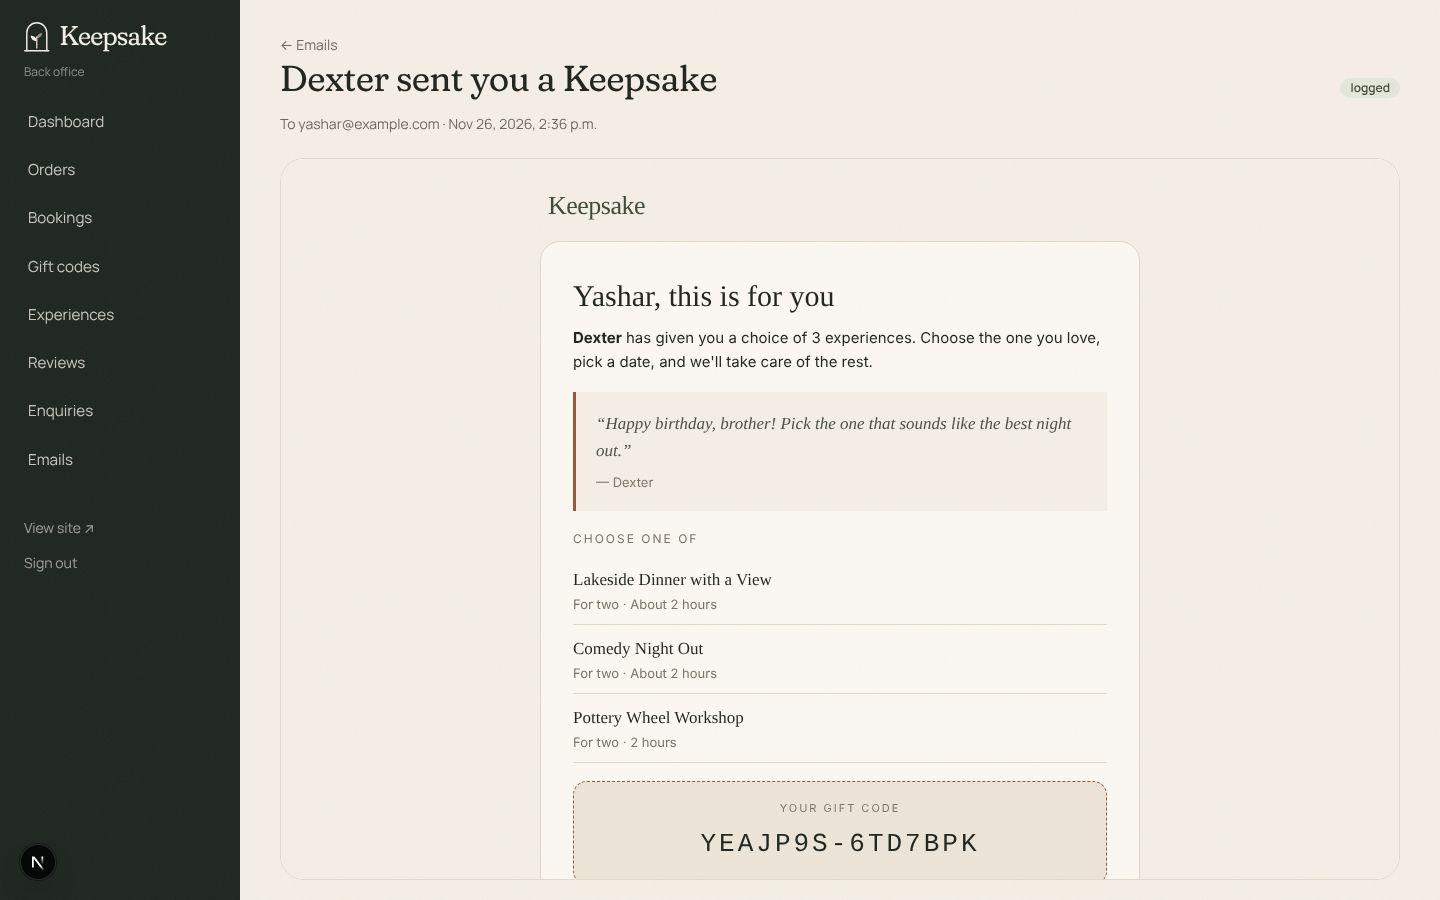 Keepsake
Back office
Dashboard
Orders
Bookings
Gift codes
Experiences
Reviews
Enquiries
Emails
View site ↗
Sign out
N
← Emails
Dexter sent you a Keepsake
logged
To yashar@example.com · Nov 26, 2026, 2:36 p.m.
Keepsake
Yashar, this is for you
Dexter has given you a choice of 3 experiences. Choose the one you love,
pick a date, and we'll take care of the rest.
“Happy birthday, brother! Pick the one that sounds like the best night
out.”
— Dexter
CHOOSE ONE OF
Lakeside Dinner with a View
For two · About 2 hours
Comedy Night Out
For two · About 2 hours
Pottery Wheel Workshop
For two · 2 hours
YOUR GIFT CODE
YEAJP9S-6TD7BPK